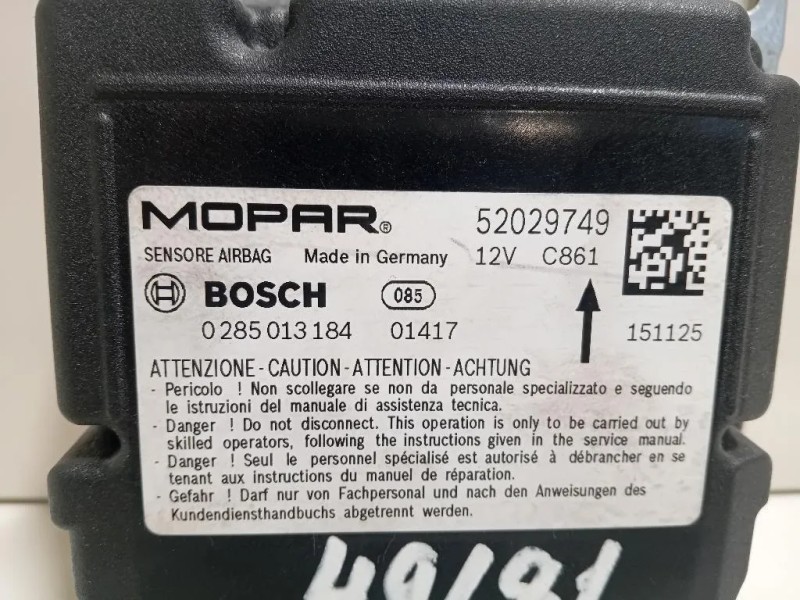 MOPAR® 52029749
SENSORE AIRBAG Made in Germany 12V C861
BOSCH 085
0 285 013 184 01417 151125
ATTENZIONE - CAUTION - ATTENTION - ACHTUNG
- Pericolo ! Non scollegare se non da personale specializzato e seguendo
le istruzioni del manuale di assistenza tecnica.
- Danger ! Do not disconnect. This operation is only to be carried out by
skilled operators, following the instructions given in the service manual.
- Danger ! Seul le personnel spécialisé est autorisé à débrancher en se
tenant aux instructions du manuel de réparation.
- Gefahr ! Darf nur von Fachpersonal und nach den Anweisungen des
Kundendiensthandbuchs abgetrennt werden.